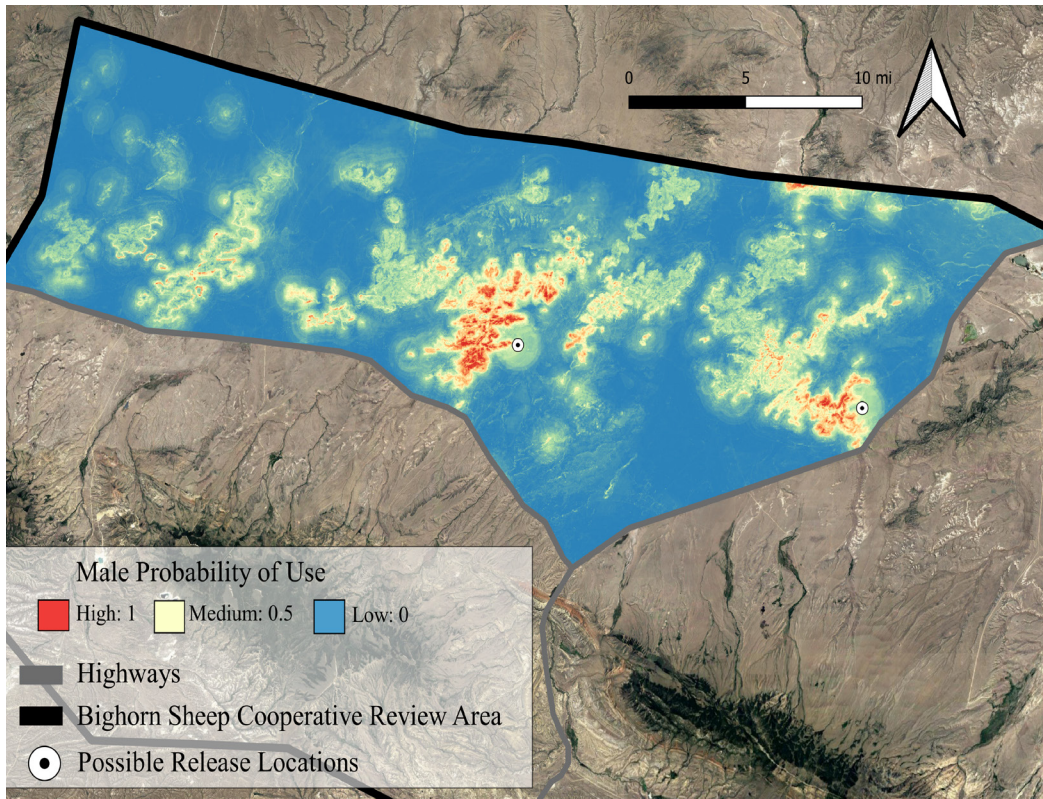 0 5 10 mi
Male Probability of Use
High: 1 Medium: 0.5 Low: 0
Highways
Bighorn Sheep Cooperative Review Area
Possible Release Locations